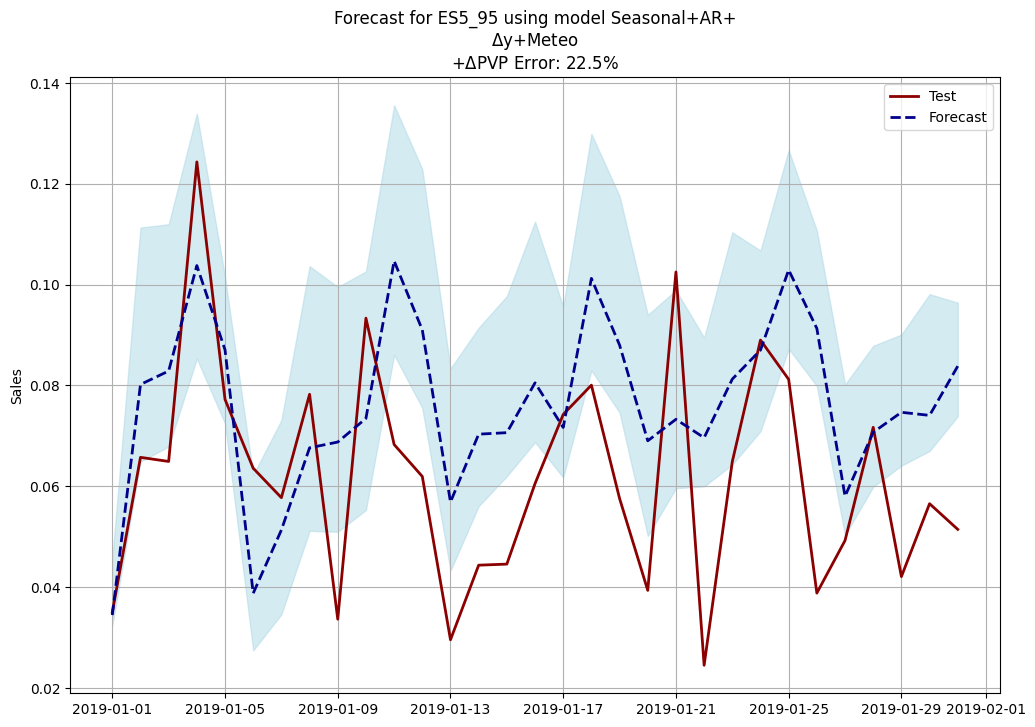 Forecast for ES5_95 using model Seasonal+AR+
Δy+Meteo
+ΔPVP Error: 22.5%
Test
Forecast
Sales
0.14
0.12
0.10
0.08
0.06
0.04
0.02
2019-01-01 2019-01-05 2019-01-09 2019-01-13 2019-01-17 2019-01-21 2019-01-25 2019-01-29 2019-02-01